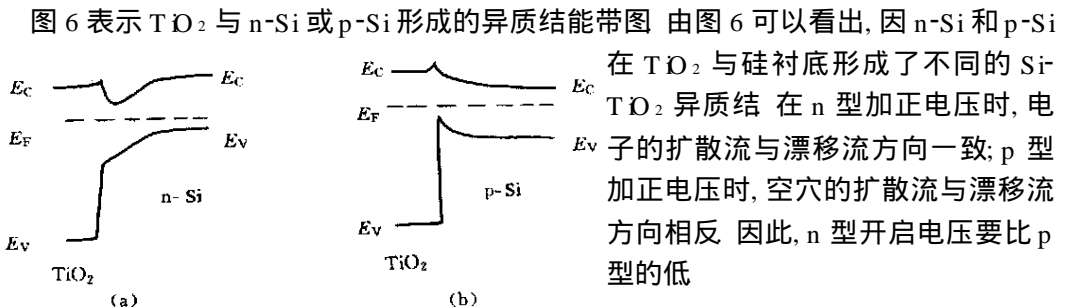 图 6 表示 TiO2 与 n-Si 或 p-Si 形成的异质结能带图 由图 6 可以看出, 因 n-Si 和 p-Si
在 TiO2 与硅衬底形成了不同的 Si-
TiO2 异质结 在 n 型加正电压时, 电
子的扩散流与漂移流方向一致; p 型
加正电压时, 空穴的扩散流与漂移流
方向相反 因此, n 型开启电压要比 p
型的低
EC
EC
EF
EV
n-Si
EV
TiO2
(a)
EC
EC
EF
EV
p-Si
EV
TiO2
(b)